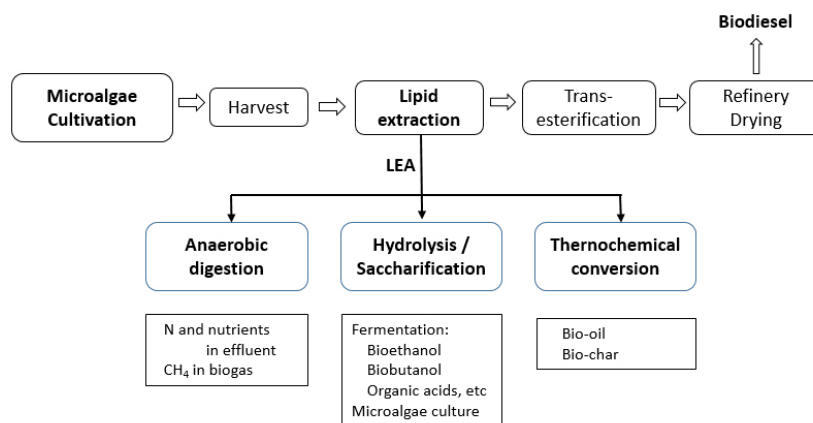 Biodiesel
Microalgae
Cultivation
Harvest
Lipid
extraction
Trans-
esterification
Refinery
Drying
LEA
Anaerobic
digestion
Hydrolysis /
Saccharification
Thernochemical
conversion
N and nutrients
in effluent
CH₄ in biogas
Fermentation:
Bioethanol
Biobutanol
Organic acids, etc
Microalgae culture
Bio-oil
Bio-char